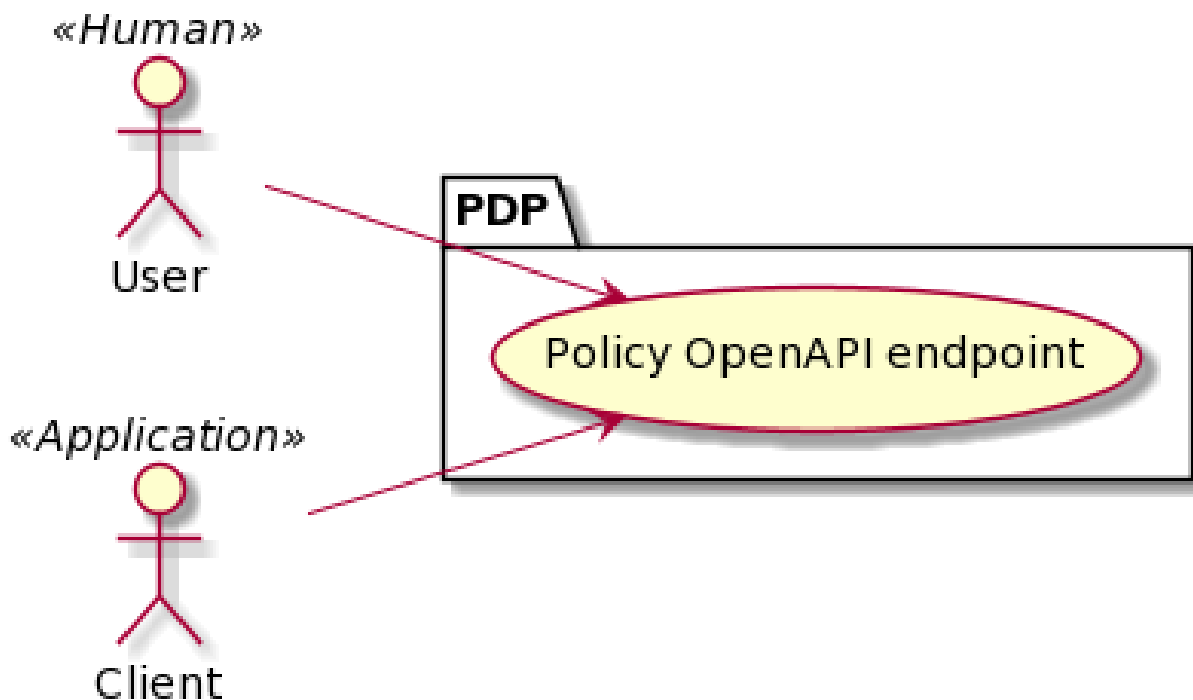 «Human»
User
PDP
Policy OpenAPI endpoint
«Application»
Client